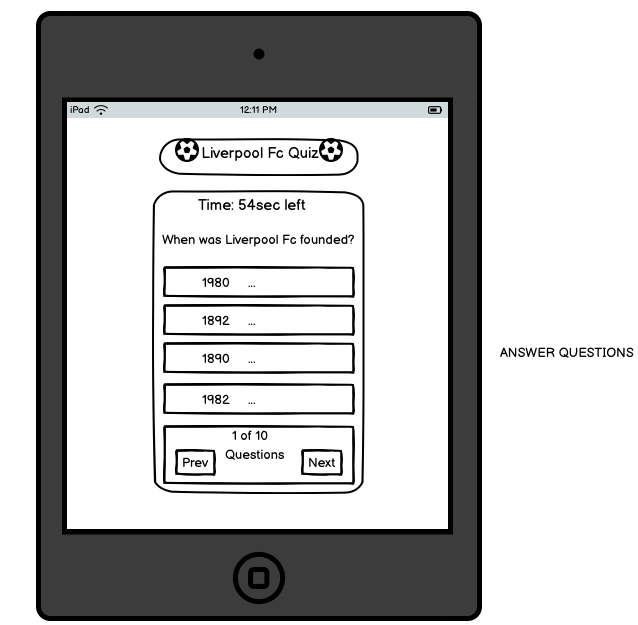 iPad 12:11 PM
Liverpool Fc Quiz
Time: 54sec left
When was Liverpool Fc founded?
1980 ...
1892 ...
1890 ...
1982 ...
1 of 10
Questions
Prev
Next
ANSWER QUESTIONS